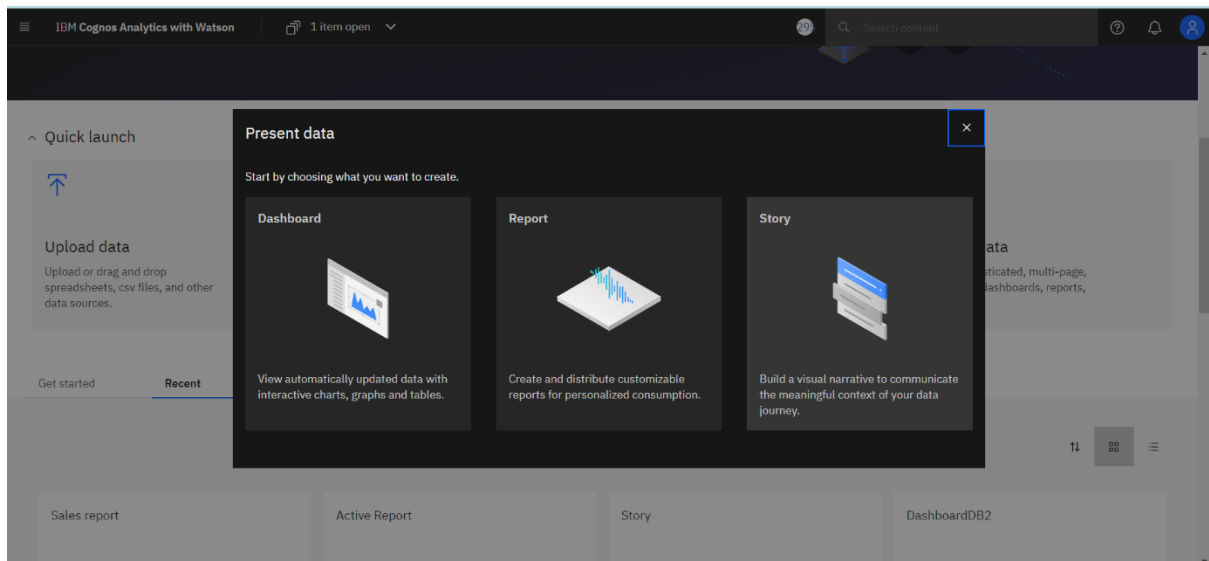 IBM Cognos Analytics with Watson
1 item open
Search content
Quick launch
Upload data
Upload or drag and drop
spreadsheets, csv files, and other
data sources.
Present data
Start by choosing what you want to create.
Dashboard
View automatically updated data with
interactive charts, graphs and tables.
Report
Create and distribute customizable
reports for personalized consumption.
Story
Build a visual narrative to communicate
the meaningful context of your data
journey.
ata
sticated, multi-page,
dashboards, reports,
Get started
Recent
Sales report
Active Report
Story
DashboardDB2